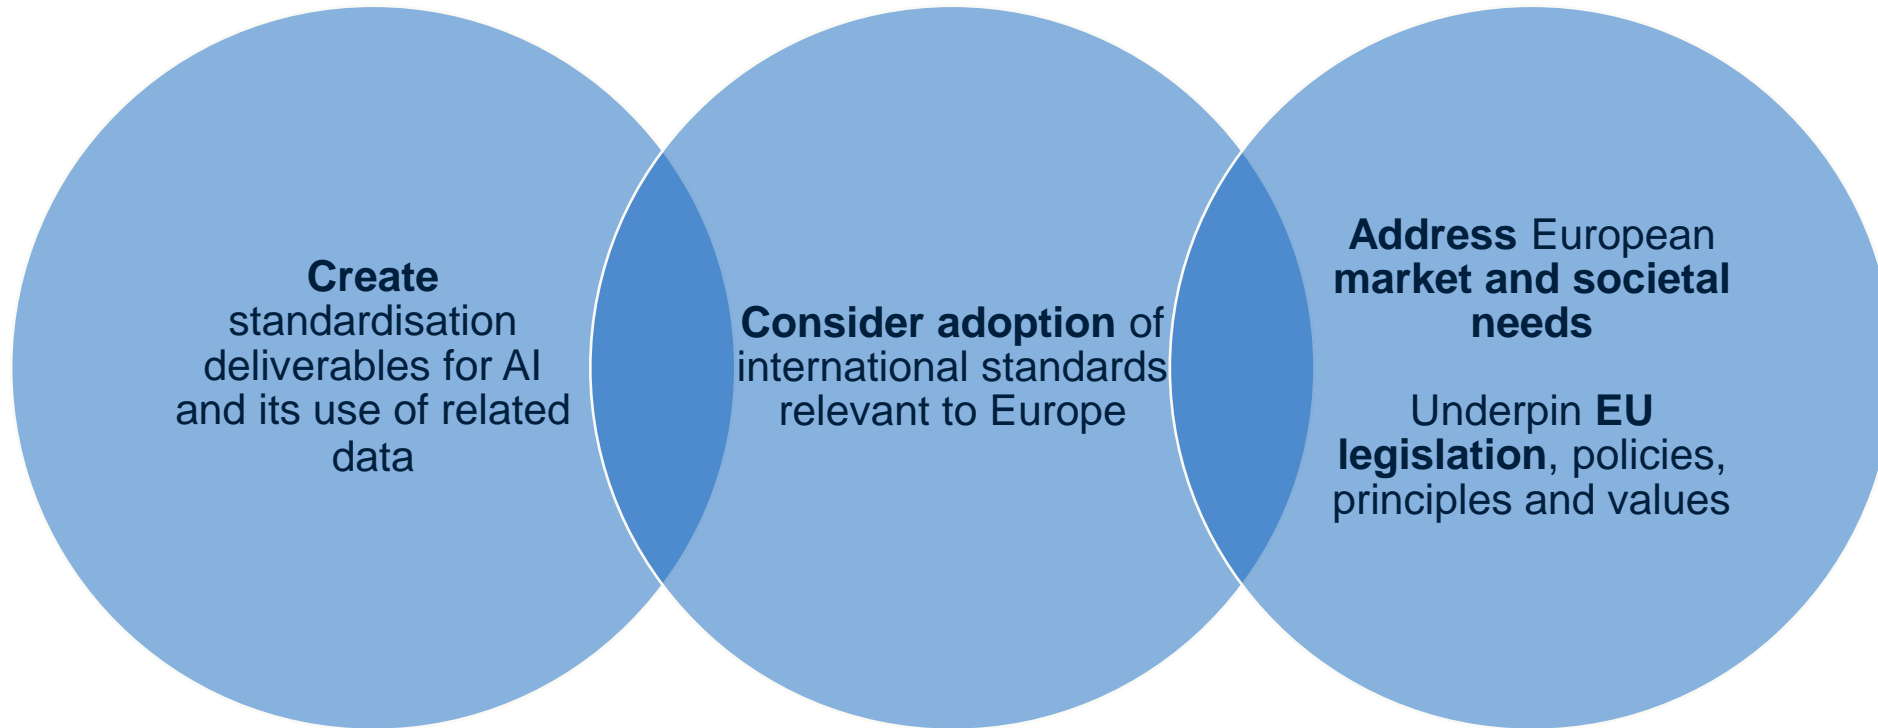 Create
standardisation
deliverables for AI
and its use of related
data
Consider adoption of
international standards
relevant to Europe
Address European
market and societal
needs
Underpin EU
legislation, policies,
principles and values